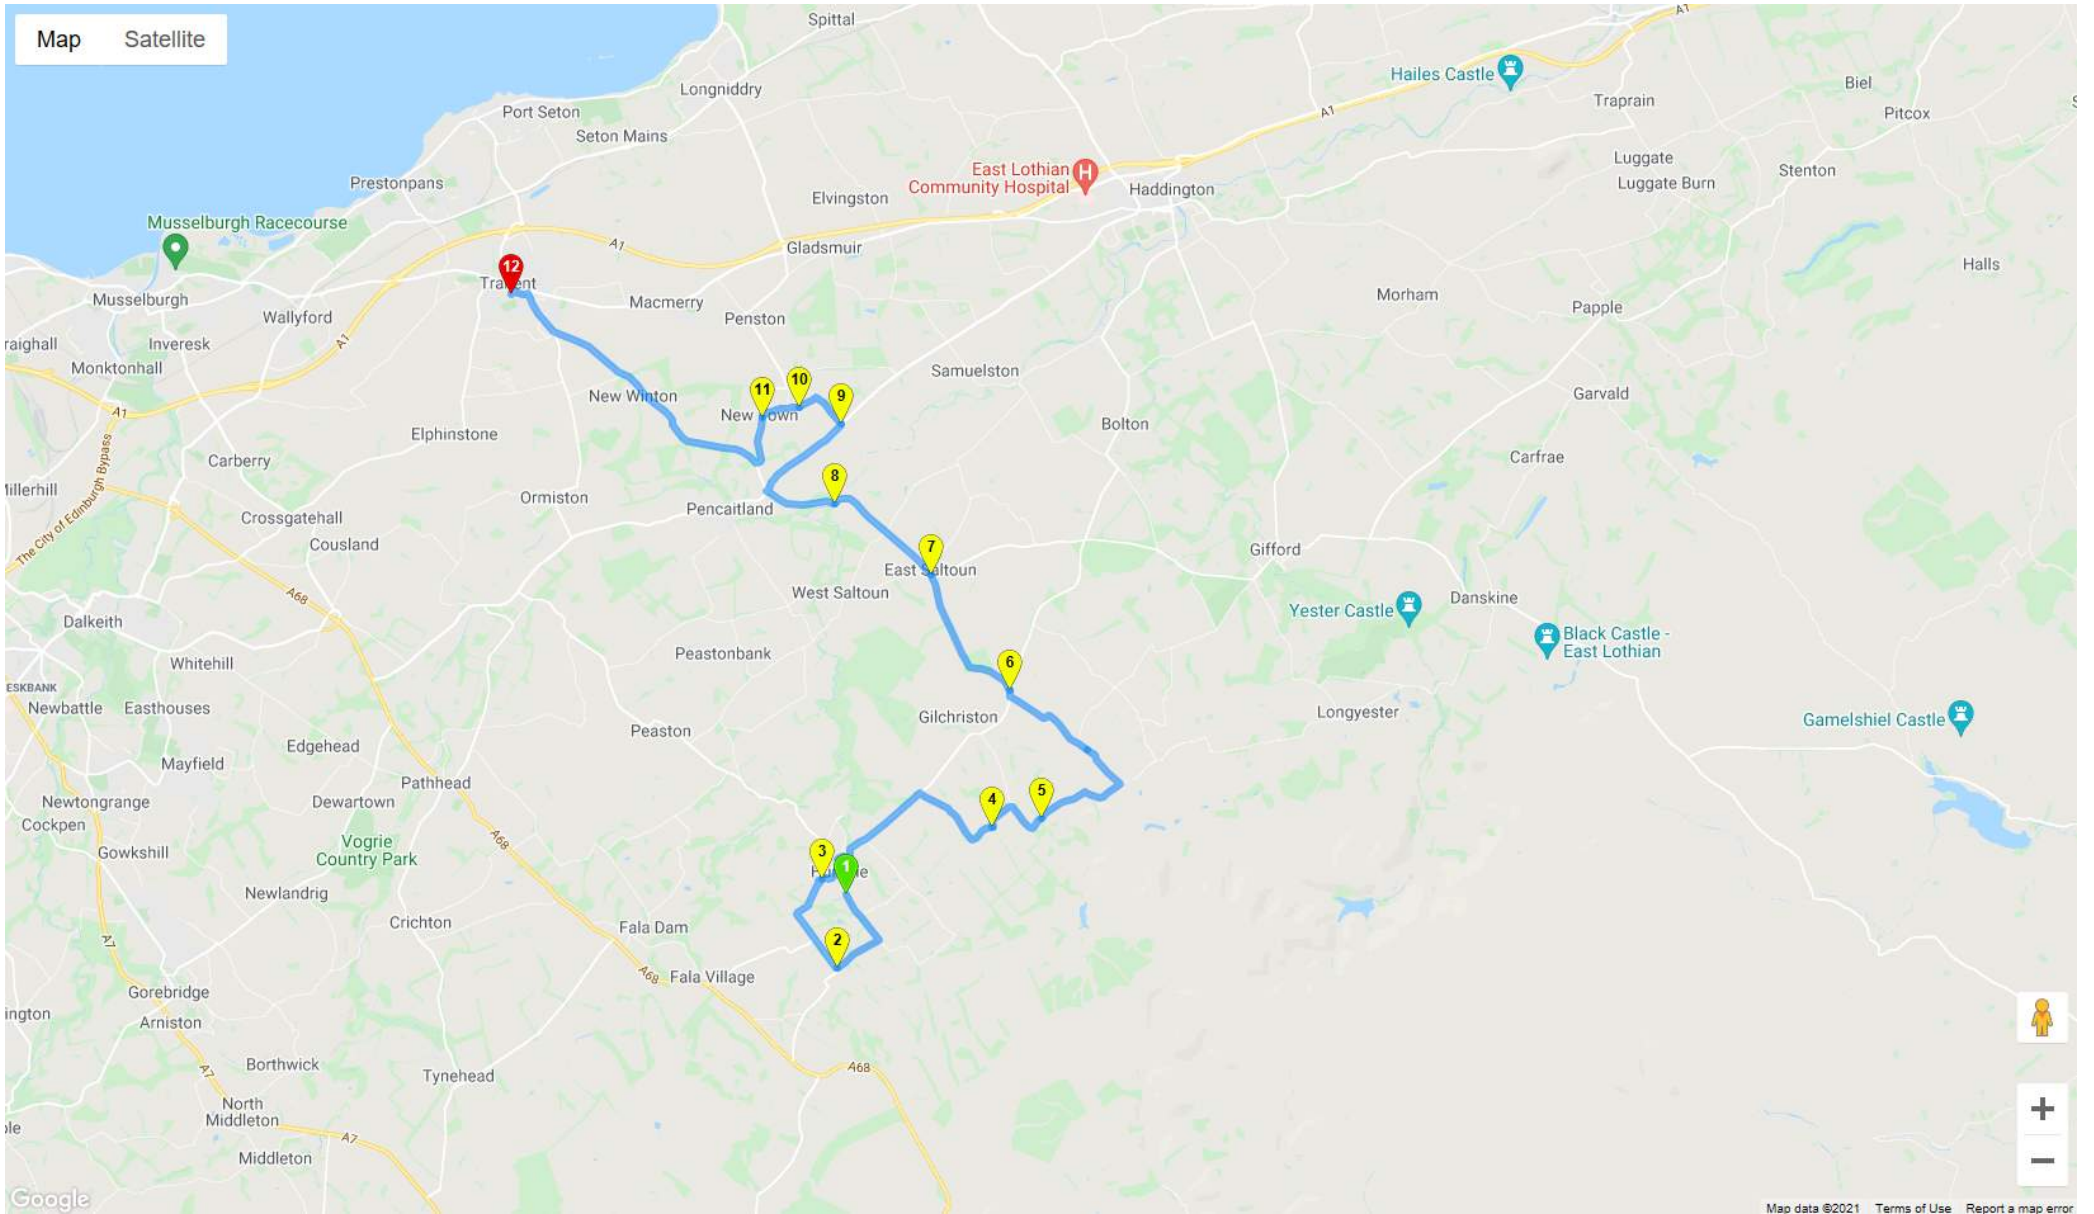 Map Satellite
Spittal
A1
Hailes Castle
Biel
Longniddry
Traprain
Pitcox
Port Seton
A1
Seton Mains
Luggate
East Lothian
Community Hospital
H
Stenton
Prestonpans
Haddington
Luggate Burn
Elvingston
Musselburgh Racecourse
A1
Gladsmuir
12
Halls
Musselburgh
Macmerry
Morham
Papple
Wallyford
Penston
raighall
Inveresk
A1
Monktonhall
Samuelston
10
11
9
New Winton
Garvald
A1
New Town
Elphinstone
Bolton
Carberry
Carfrae
8
Millerhill
Ormiston
Pencaitland
The City of Edinburgh Bypass
Crossgatehall
Cousland
7
Gifford
East Saltoun
A68
West Saltoun
Danskine
Yester Castle
Dalkeith
Black Castle -
East Lothian
Peastonbank
Whitehill
6
ESKBANK
Newbattle
Easthouses
Gilchriston
Longyester
Gamelshiel Castle
Peaston
Edgehead
Mayfield
Pathhead
5
Newtongrange
Dewartown
4
Cockpen
A68
Vogrie
Country Park
Gowkshill
3
1
Newlandrig
Crichton
Fala Dam
2
A7
A68
Fala Village
Gorebridge
ington
Arniston
Borthwick
A7
Tynehead
A68
North
Middleton
A7
Middleton
+
−
Google
Map data ©2021 Terms of Use Report a map error